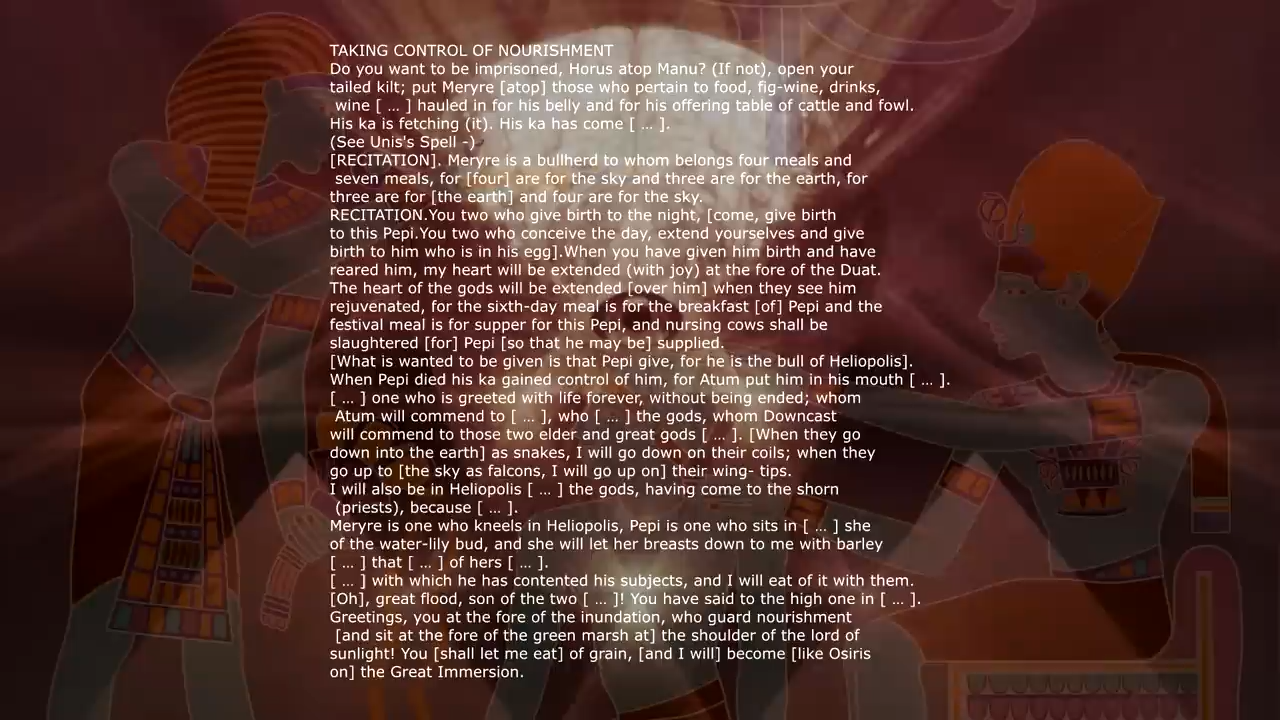 TAKING CONTROL OF NOURISHMENT
Do you want to be imprisoned, Horus atop Manu? (If not), open your
tailed kilt; put Meryre [atop] those who pertain to food, fig-wine, drinks,
wine [ ... ] hauled in for his belly and for his offering table of cattle and fowl.
His ka is fetching (it). His ka has come [ ... ].
(See Unis's Spell -)
[RECITATION]. Meryre is a bullherd to whom belongs four meals and
seven meals, for [four] are for the sky and three are for the earth, for
three are for [the earth] and four are for the sky.
RECITATION.You two who give birth to the night, [come, give birth
to this Pepi.You two who conceive the day, extend yourselves and give
birth to him who is in his egg].When you have given him birth and have
reared him, my heart will be extended (with joy) at the fore of the Duat.
The heart of the gods will be extended [over him] when they see him
rejuvenated, for the sixth-day meal is for the breakfast [of] Pepi and the
festival meal is for supper for this Pepi, and nursing cows shall be
slaughtered [for] Pepi [so that he may be] supplied.
[What is wanted to be given is that Pepi give, for he is the bull of Heliopolis].
When Pepi died his ka gained control of him, for Atum put him in his mouth [ ... ].
[ ... ] one who is greeted with life forever, without being ended; whom
Atum will commend to [ ... ], who [ ... ] the gods, whom Downcast
will commend to those two elder and great gods [ ... ]. [When they go
down into the earth] as snakes, I will go down on their coils; when they
go up to [the sky as falcons, I will go up on] their wing- tips.
I will also be in Heliopolis [ ... ] the gods, having come to the shorn
(priests), because [ ... ].
Meryre is one who kneels in Heliopolis, Pepi is one who sits in [ ... ] she
of the water-lily bud, and she will let her breasts down to me with barley
[ ... ] that [ ... ] of hers [ ... ].
[ ... ] with which he has contented his subjects, and I will eat of it with them.
[Oh], great flood, son of the two [ ... ]! You have said to the high one in [ ... ].
Greetings, you at the fore of the inundation, who guard nourishment
[and sit at the fore of the green marsh at] the shoulder of the lord of
sunlight! You [shall let me eat] of grain, [and I will] become [like Osiris
on] the Great Immersion.